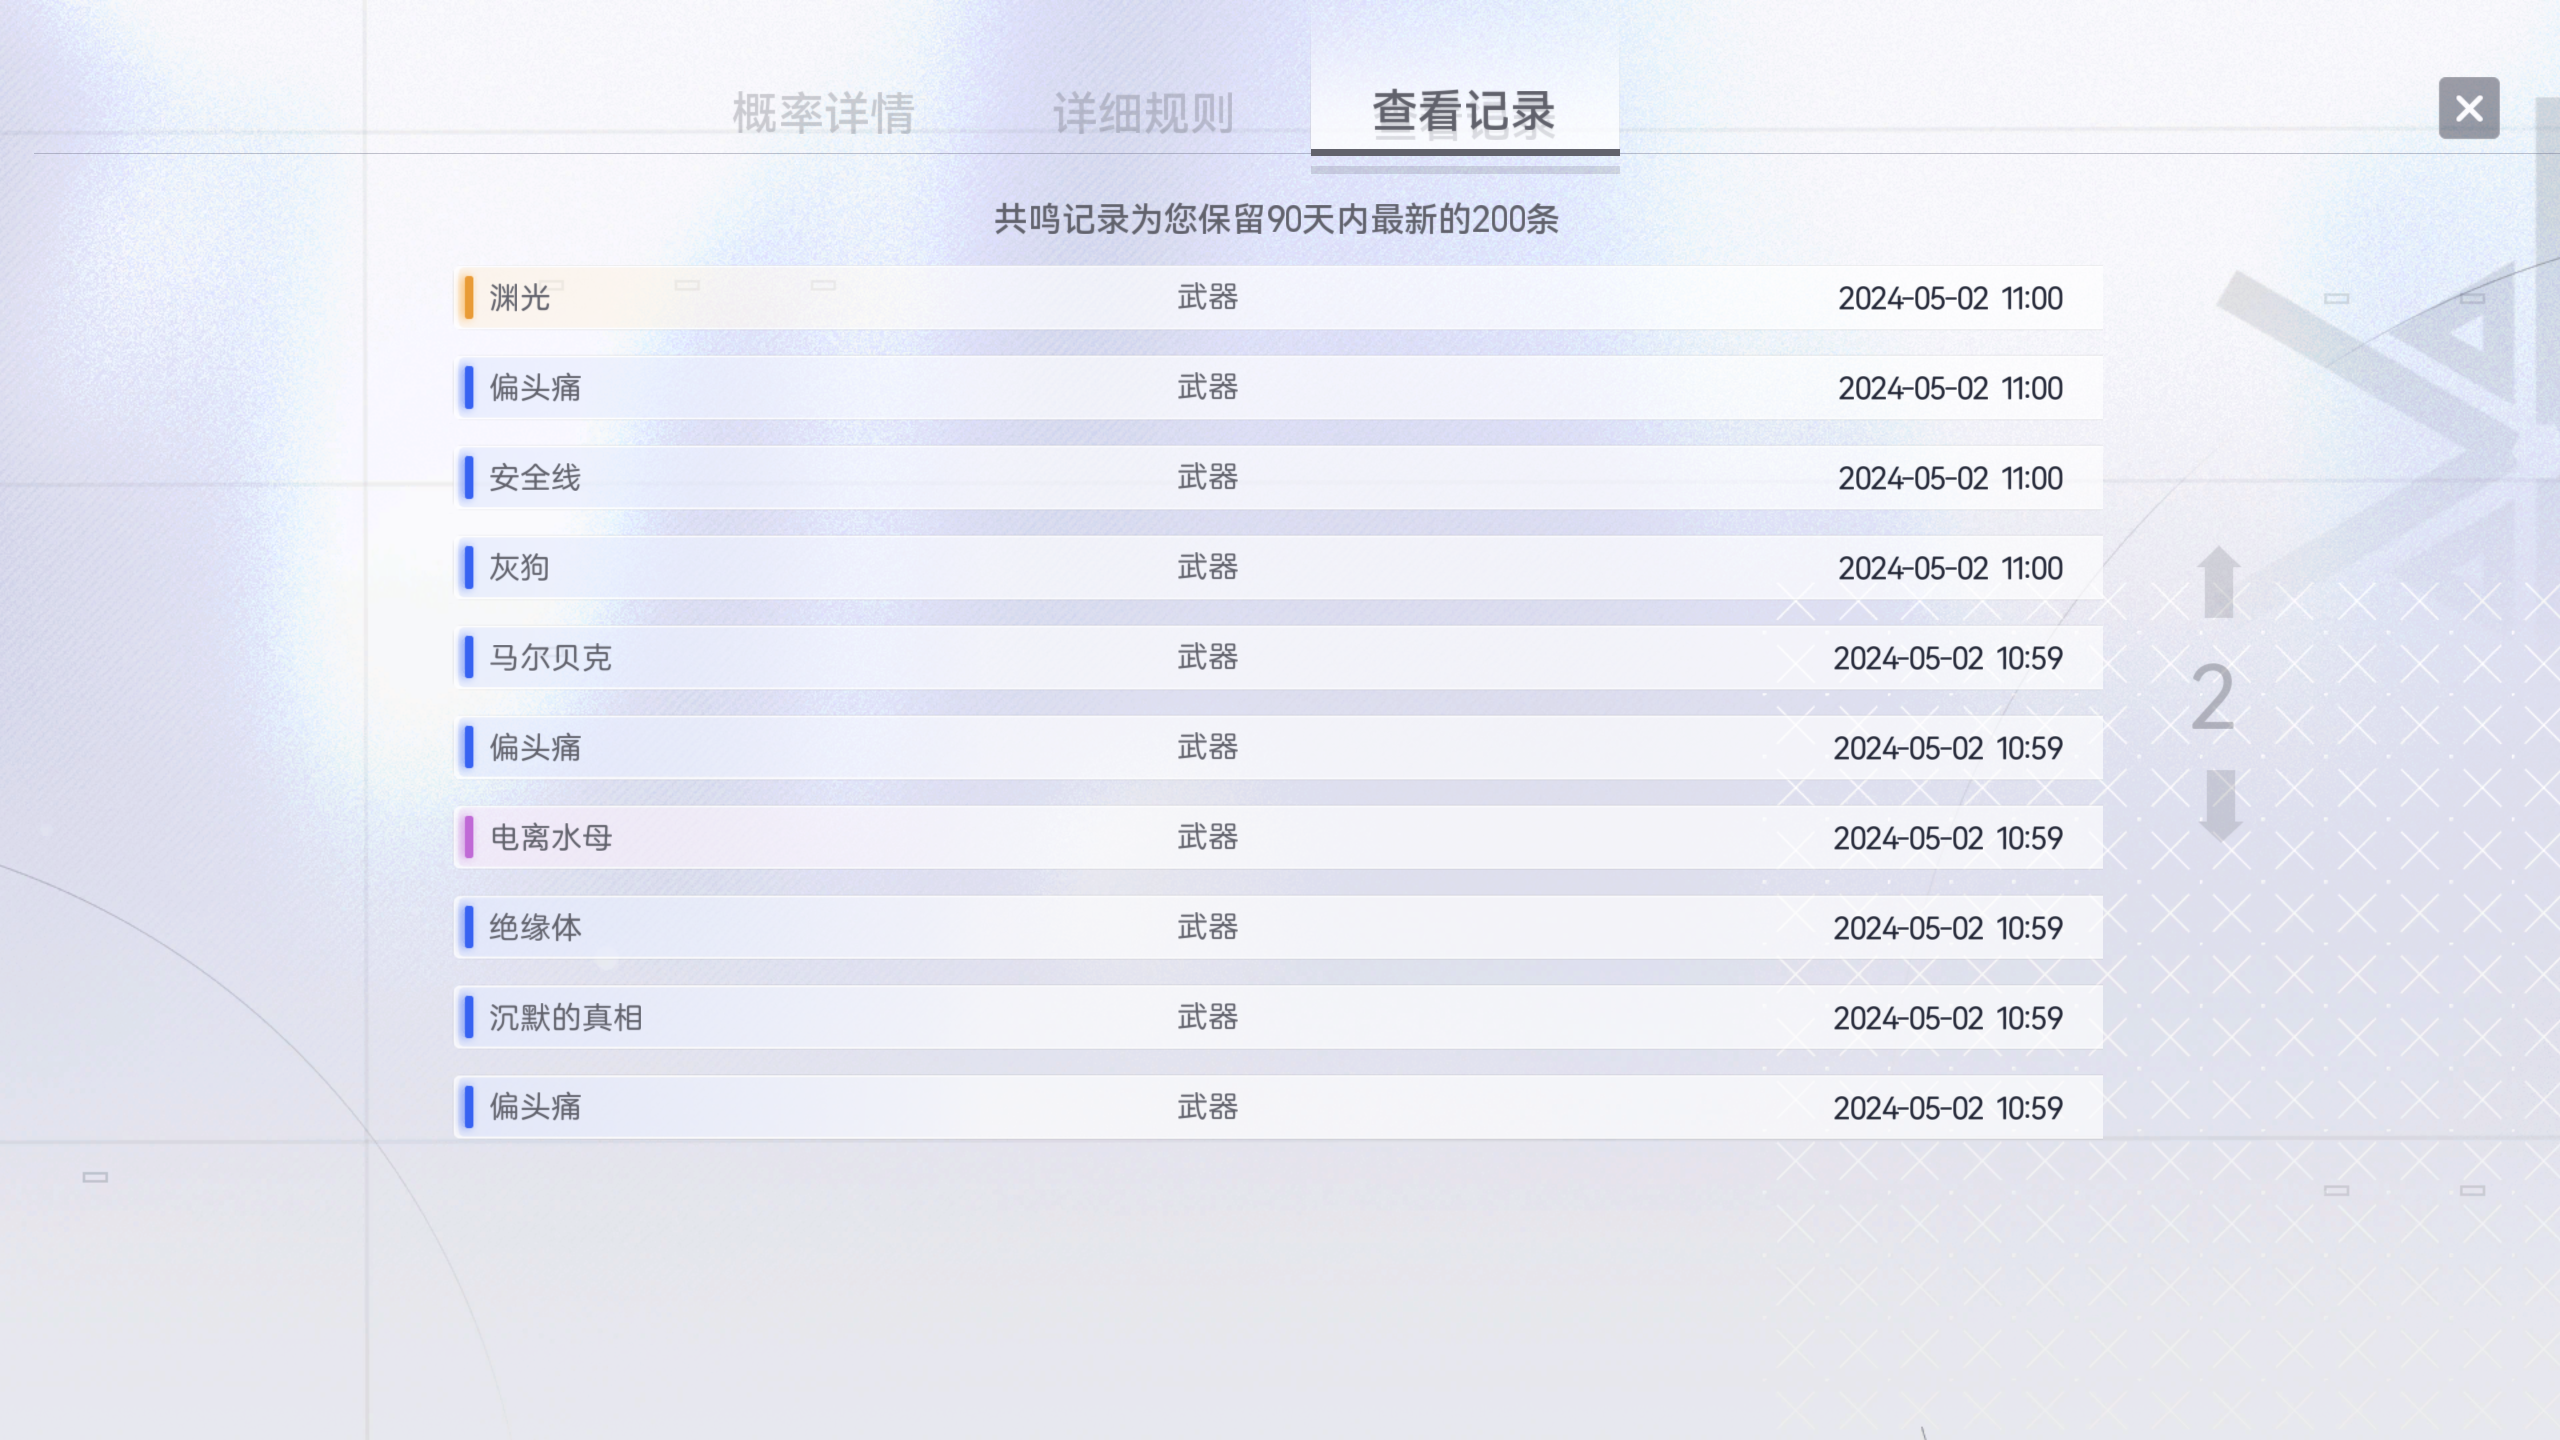 概率详情 详细规则 查看记录
共鸣记录为您保留90天内最新的200条
渊光 武器 2024-05-02 11:00
偏头痛 武器 2024-05-02 11:00
安全线 武器 2024-05-02 11:00
灰狗 武器 2024-05-02 11:00
马尔贝克 武器 2024-05-02 10:59
偏头痛 武器 2024-05-02 10:59
电离水母 武器 2024-05-02 10:59
绝缘体 武器 2024-05-02 10:59
沉默的真相 武器 2024-05-02 10:59
偏头痛 武器 2024-05-02 10:59
2